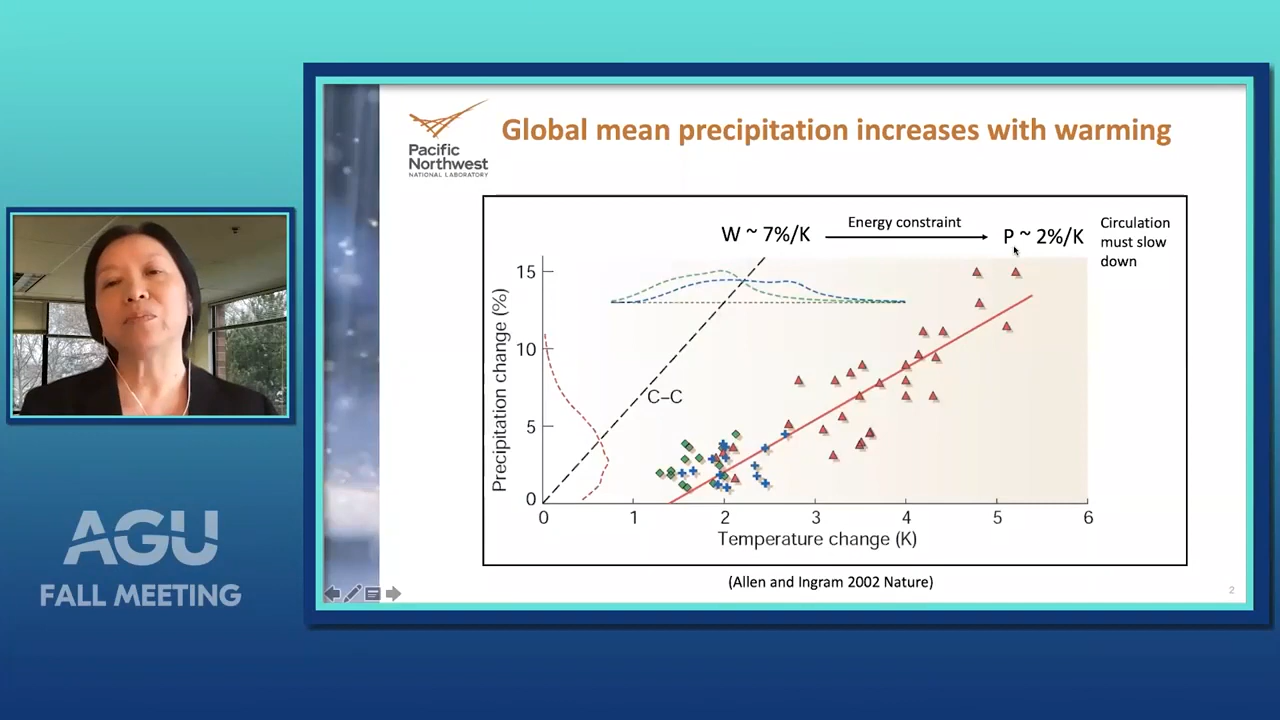 Pacific
Northwest
NATIONAL LABORATORY
Global mean precipitation increases with warming
W ~ 7%/K
Energy constraint
P ~ 2%/K
Circulation
must slow
down
Precipitation change (%)
15
10
5
0
C–C
0 1 2 3 4 5 6
Temperature change (K)
(Allen and Ingram 2002 Nature)
2
AGU
FALL MEETING